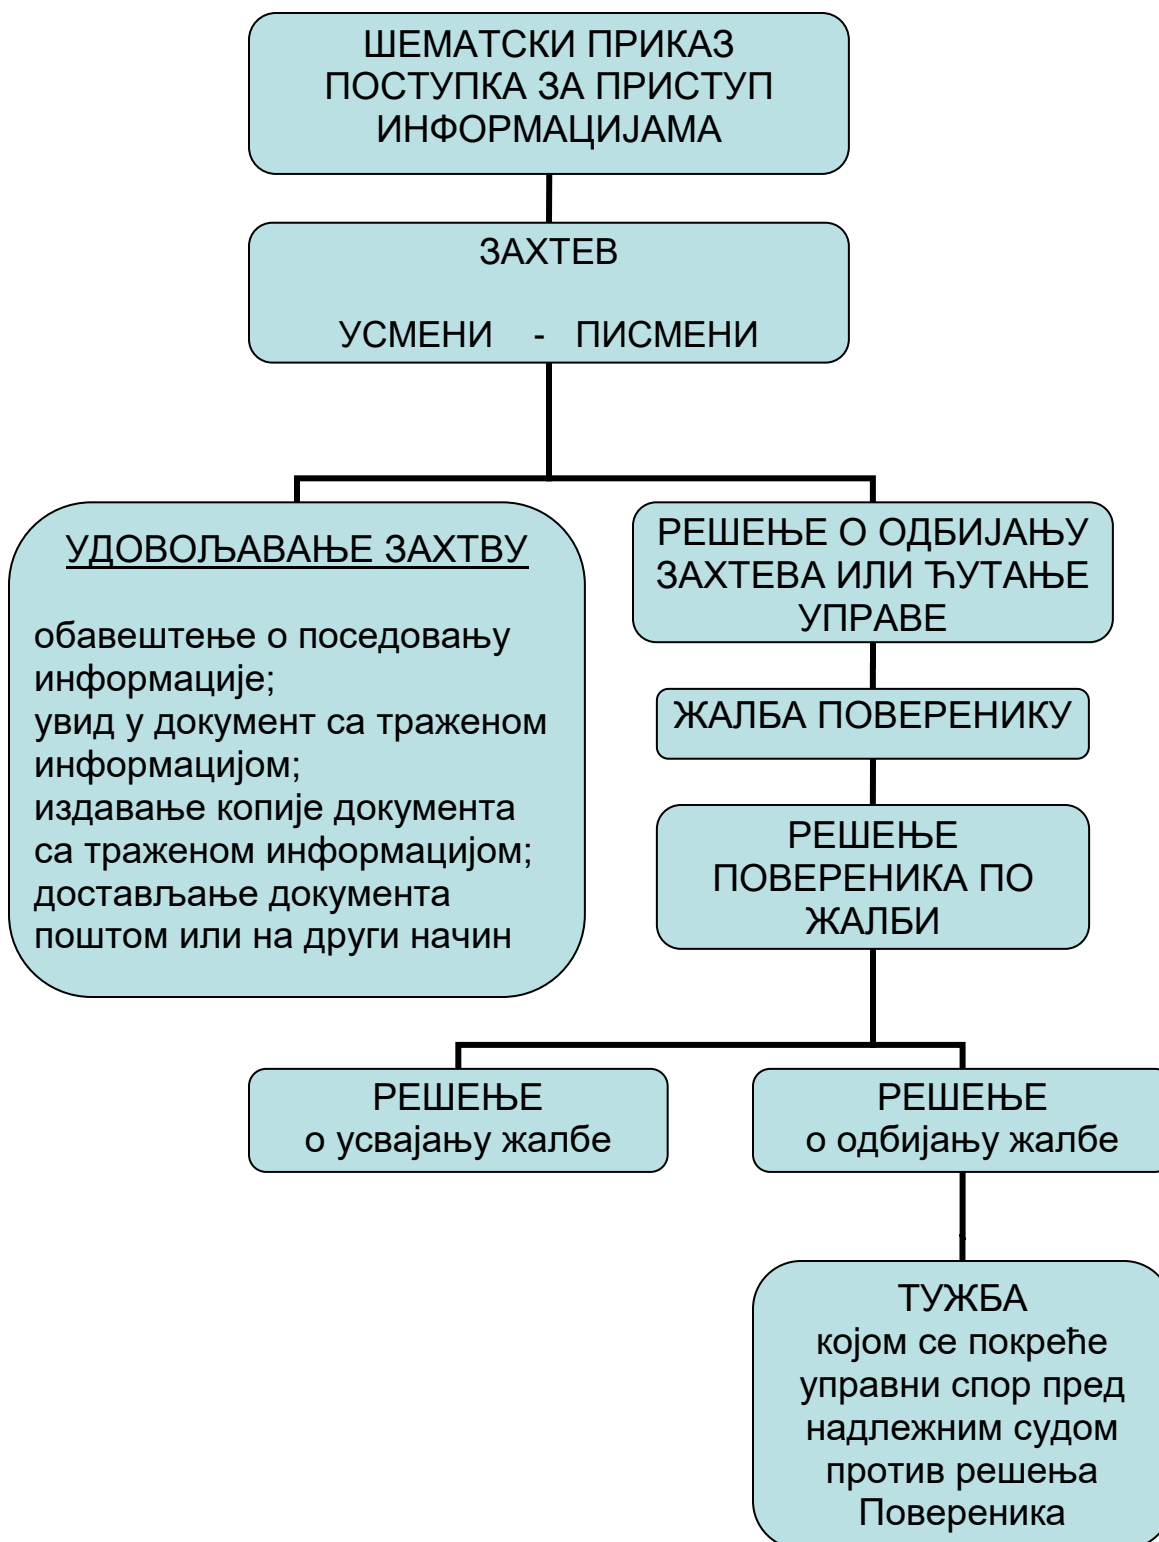 ШЕМАТСКИ ПРИКАЗ
ПОСТУПКА ЗА ПРИСТУП
ИНФОРМАЦИЈАМА
ЗАХТЕВ
УСМЕНИ - ПИСМЕНИ
УДОВОЉАВАЊЕ ЗАХТВУ
обавештење о поседовању
информације;
увид у документ са траженом
информацијом;
издавање копије документа
са траженом информацијом;
достављање документа
поштом или на други начин
РЕШЕЊЕ О ОДБИЈАЊУ
ЗАХТЕВА ИЛИ ЋУТАЊЕ
УПРАВЕ
ЖАЛБА ПОВЕРЕНИКУ
РЕШЕЊЕ
ПОВЕРЕНИКА ПО
ЖАЛБИ
РЕШЕЊЕ
о усвајању жалбе
РЕШЕЊЕ
о одбијању жалбе
ТУЖБА
којом се покреће
управни спор пред
надлежним судом
против решења
Повереника